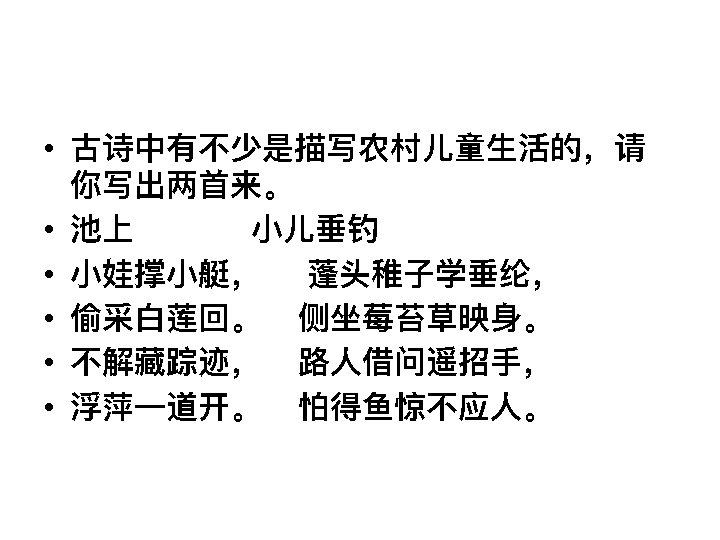 • 古诗中有不少是描写农村儿童生活的，请
你写出两首来。
• 池上 小儿垂钓
• 小娃撑小艇， 蓬头稚子学垂纶，
• 偷采白莲回。 侧坐莓苔草映身。
• 不解藏踪迹， 路人借问遥招手，
• 浮萍一道开。 怕得鱼惊不应人。